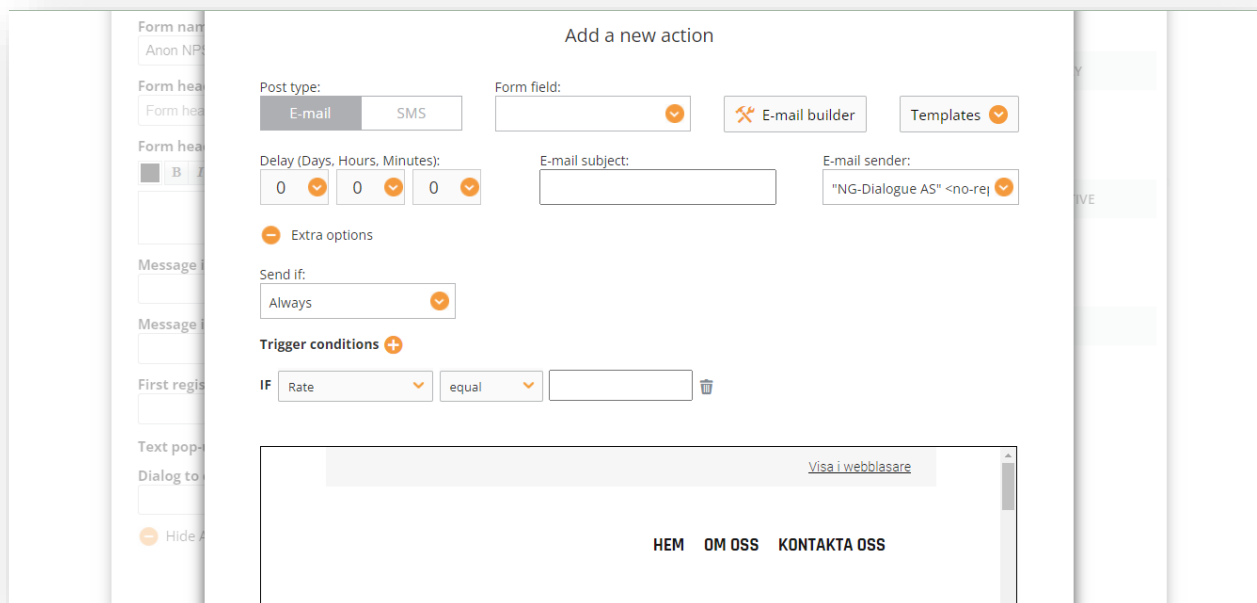 Add a new action
Form nam
Anon NPS
Form hea
Form hea
Form hea
B I
Message i
Message i
First regis
Text pop-
Dialog to
Hide A
Post type:
E-mail SMS
Form field:
E-mail builder
Templates
Delay (Days, Hours, Minutes):
0 0 0
E-mail subject:
E-mail sender:
"NG-Dialogue AS" <no-rep
Extra options
Send if:
Always
Trigger conditions
IF Rate equal
Visa i webblasare
HEM OM OSS KONTAKTA OSS
Y
IVE